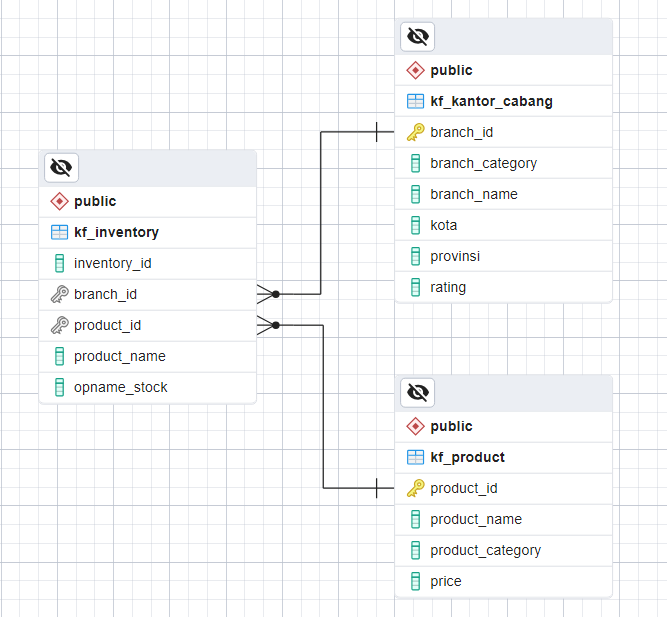 public
kf_kantor_cabang
branch_id
branch_category
branch_name
kota
provinsi
rating
public
kf_inventory
inventory_id
branch_id
product_id
product_name
opname_stock
public
kf_product
product_id
product_name
product_category
price